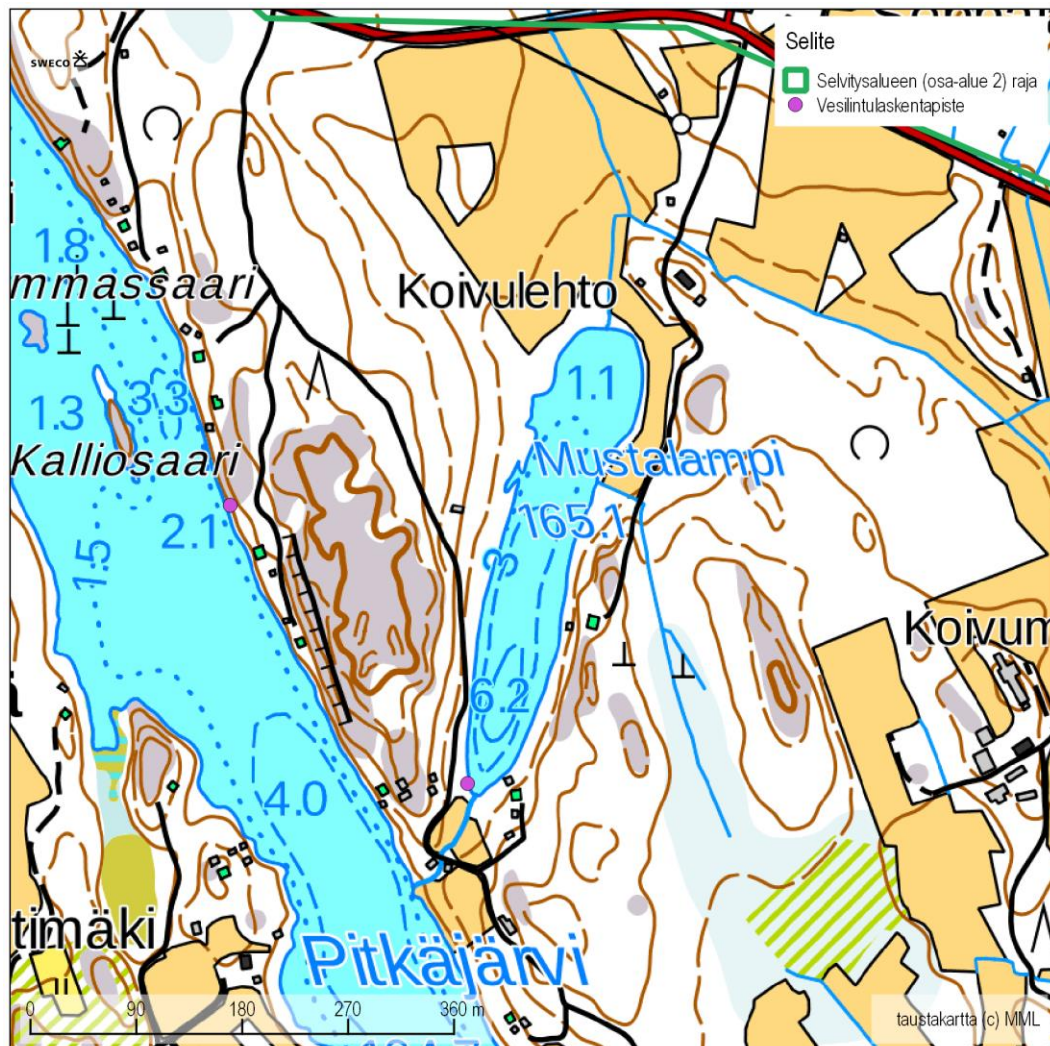 SWECO
Selite
Selvitysalueen (osa-alue 2) raja
Vesilintulaskentapiste
1.8
mmassaari
Koivulehto
1.3
3.3
1.1
Kalliosaari
Mustalampi
2.1
165.1
1.5
3
Koivum
6.2
4.0
timäki
Pitkäjärvi
0 90 180 270 360 m
taustakartta (c) MML